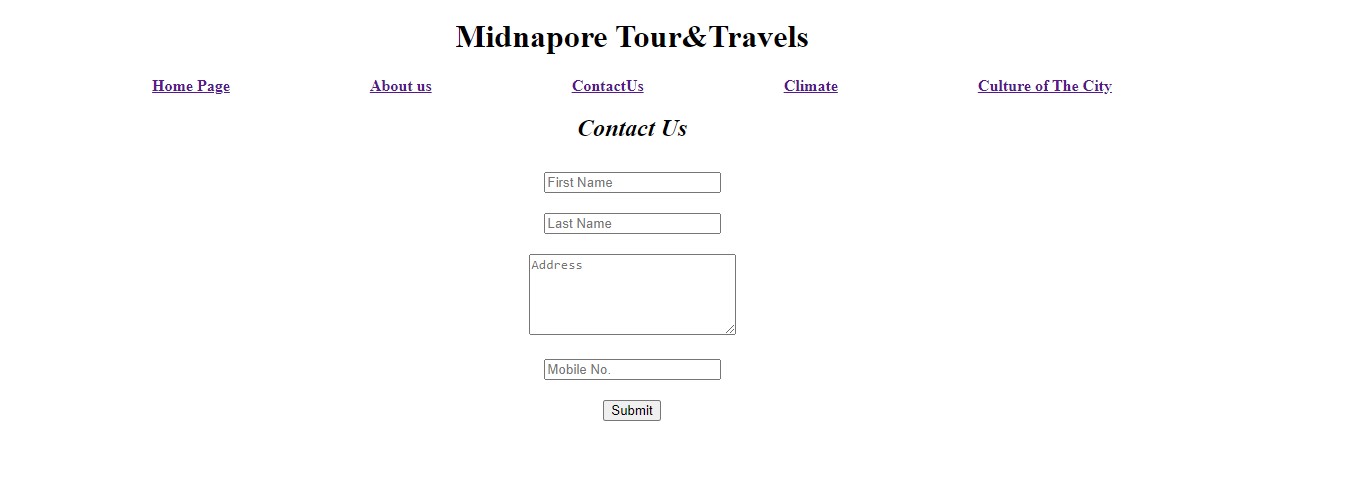 Midnapore Tour&Travels
Home Page About us ContactUs Climate Culture of The City
Contact Us
First Name
Last Name
Address
Mobile No.
Submit